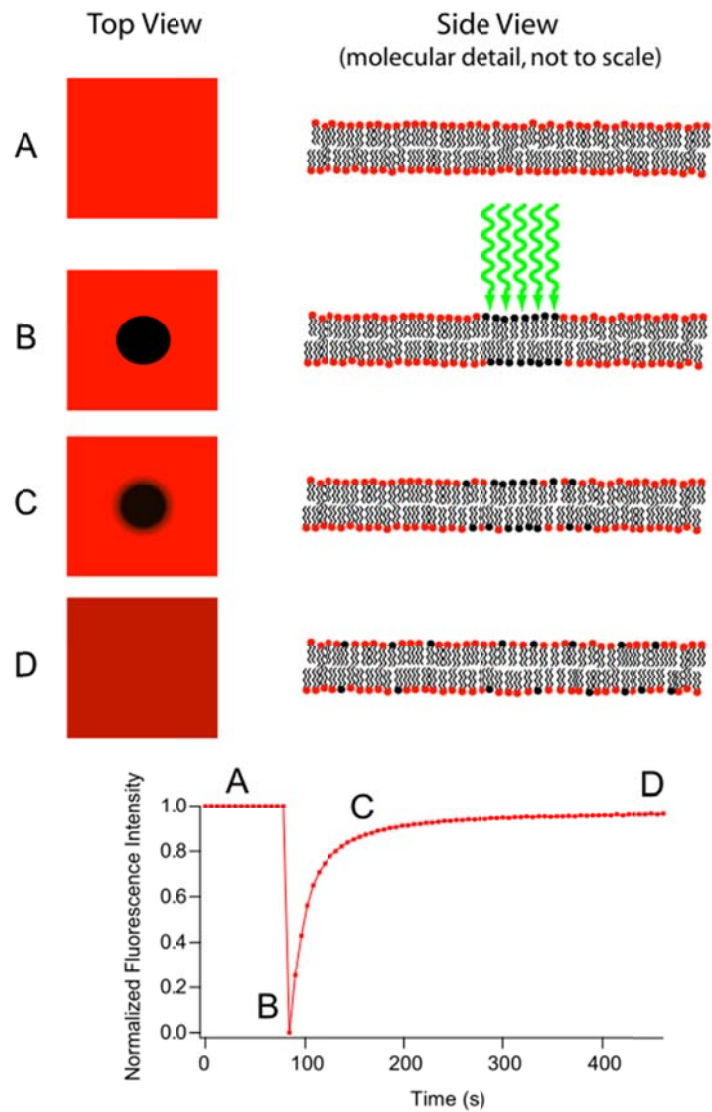 Top View
Side View
(molecular detail, not to scale)
A
B
C
D
Normalized Fluorescence Intensity
1.0
0.8
0.6
0.4
0.2
0.0
A
B
C
D
0
100
200
300
400
Time (s)